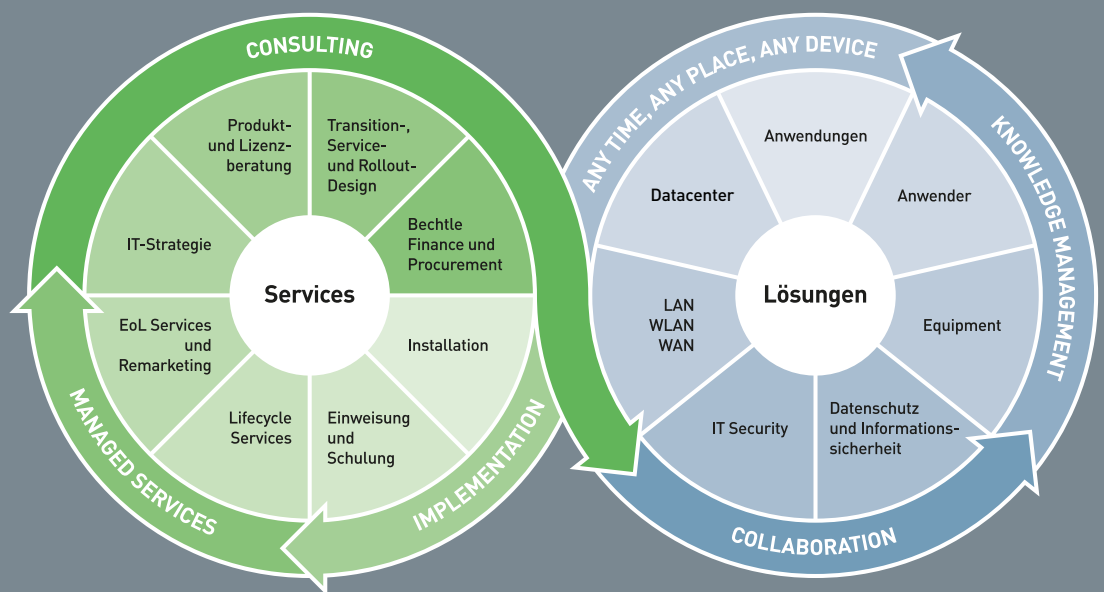 CONSULTING
Produkt-
und Lizenz-
beratung
Transition-,
Service-
und Rollout-
Design
IT-Strategie
Bechtle
Finance und
Procurement
Services
EoL Services
und
Remarketing
Installation
Lifecycle
Services
Einweisung
und
Schulung
MANAGED SERVICES
IMPLEMENTATION
ANY TIME, ANY PLACE, ANY DEVICE
KNOWLEDGE MANAGEMENT
Anwendungen
Datacenter
Anwender
Lösungen
LAN
WLAN
WAN
Equipment
IT Security
Datenschutz
und Informations-
sicherheit
COLLABORATION